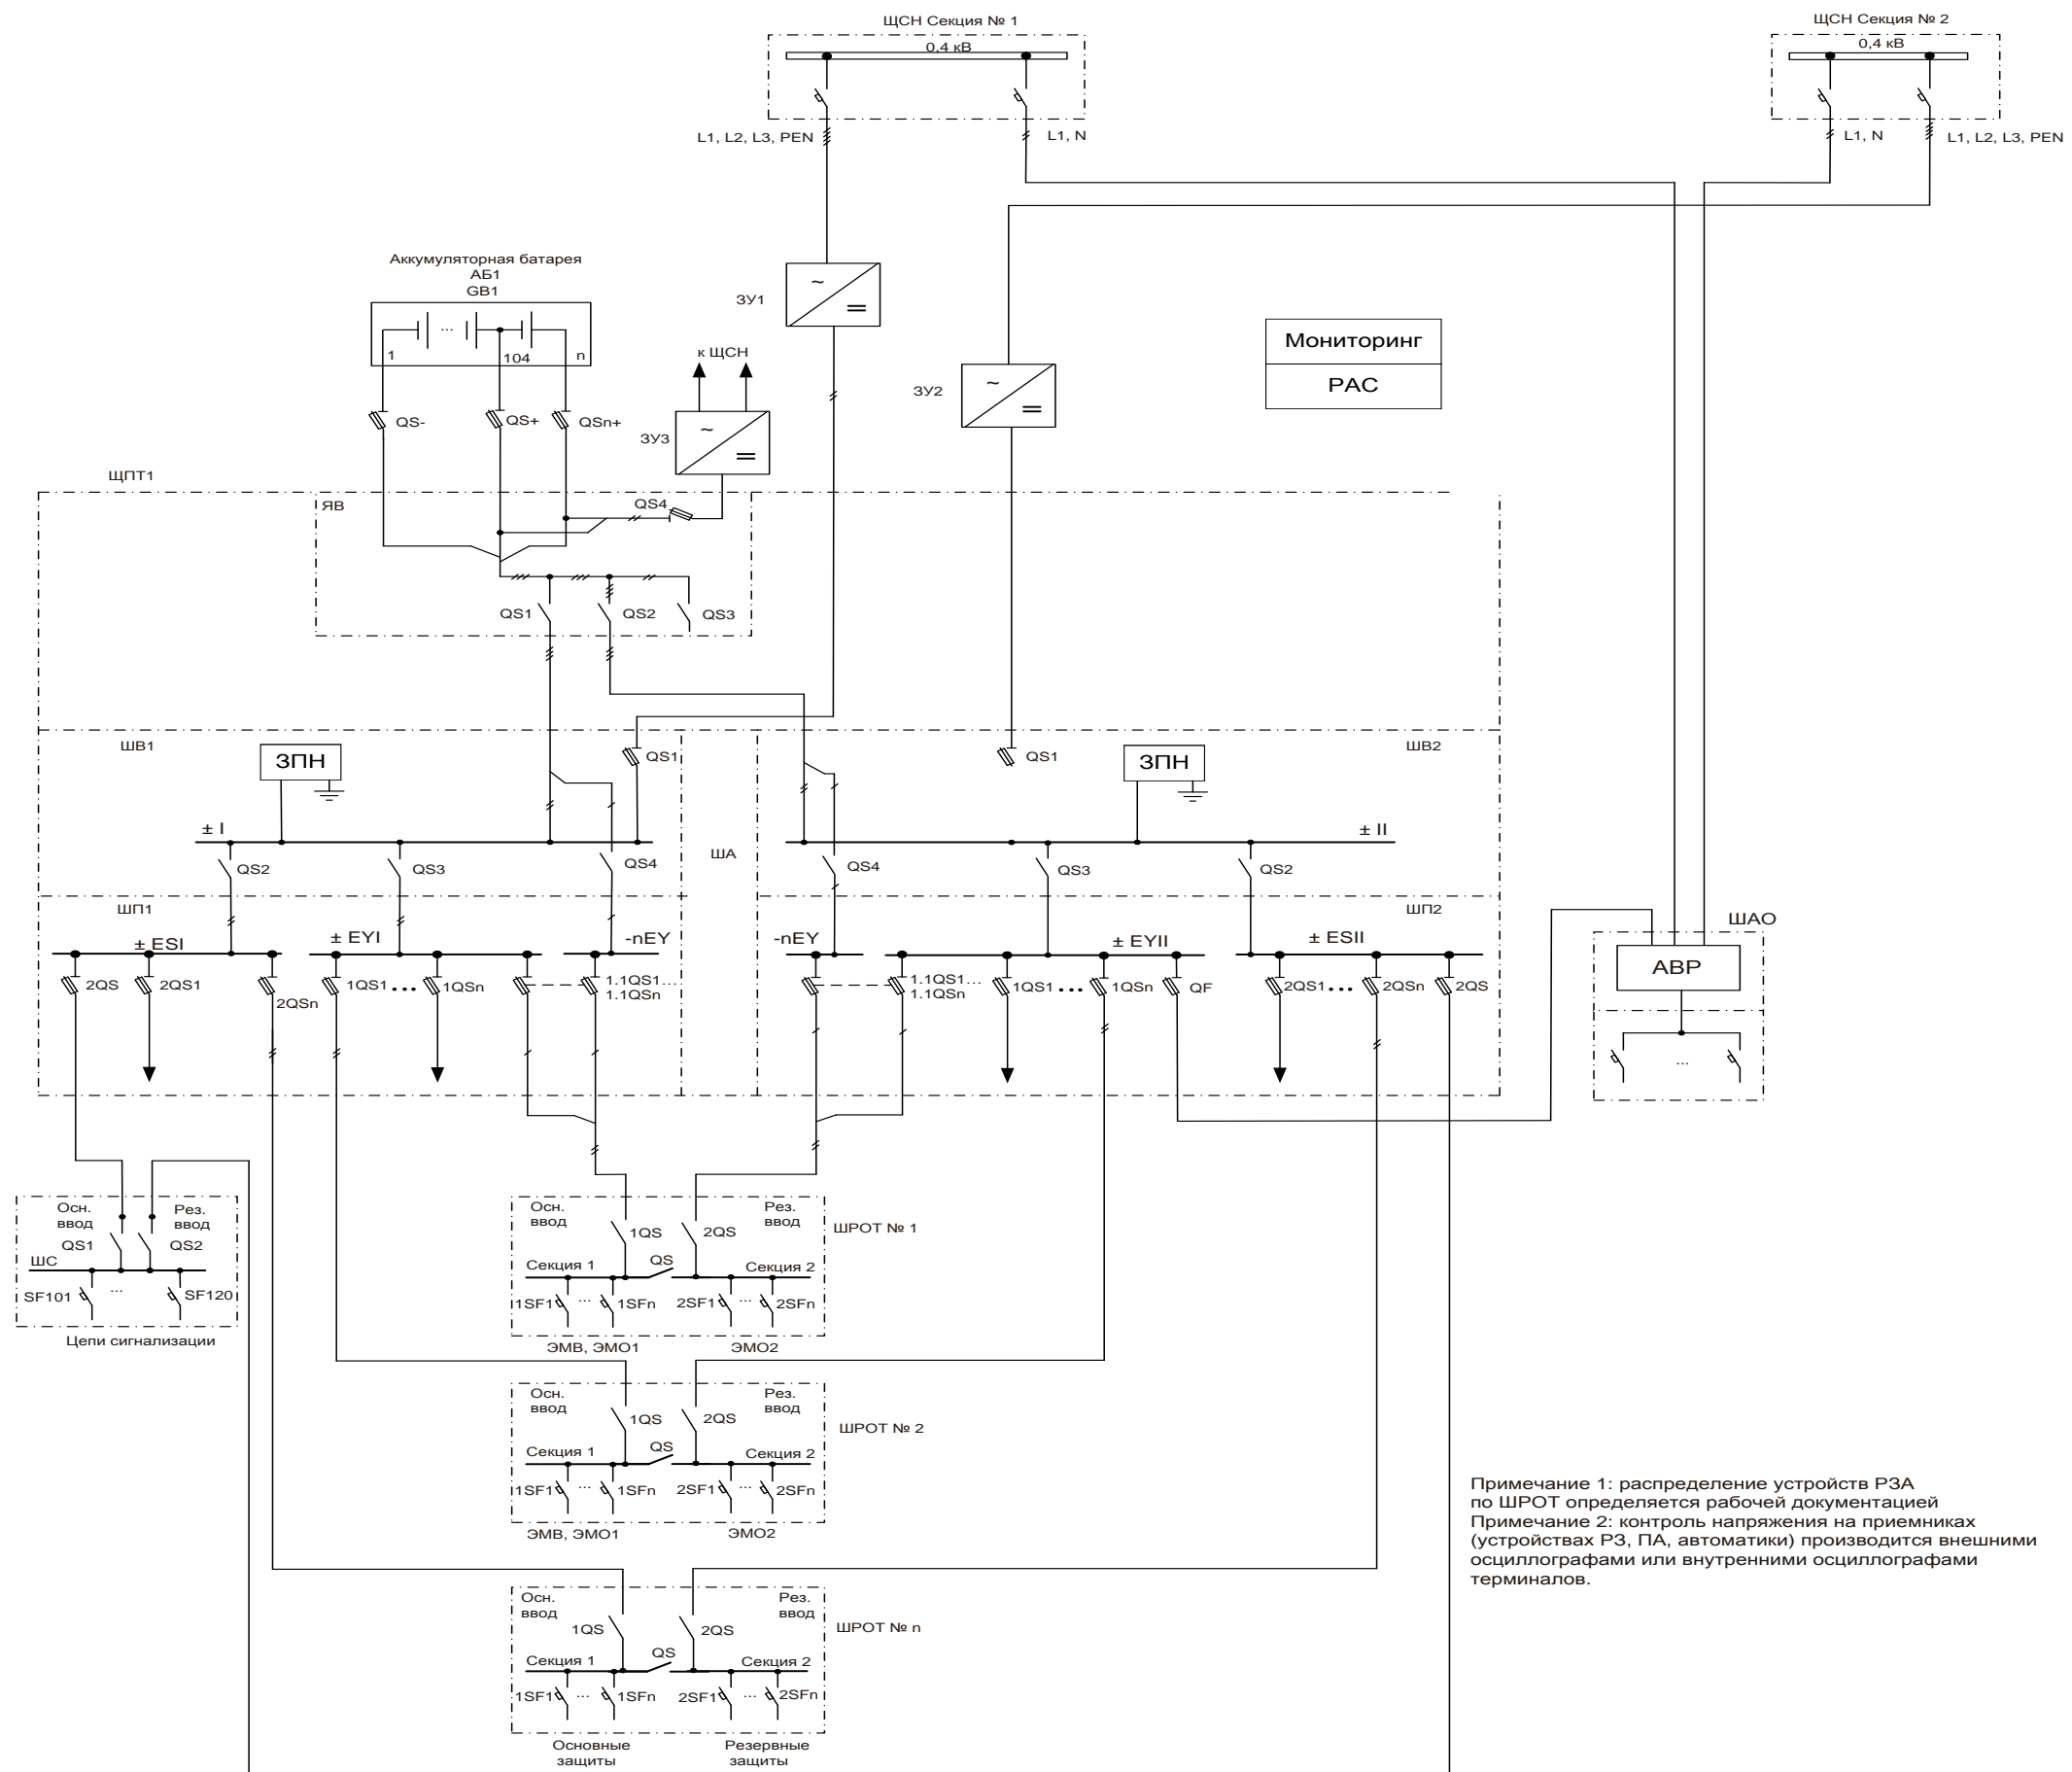 ЩСН Секция № 1
0,4 кВ
L1, L2, L3, PEN
L1, N
ЩСН Секция № 2
0,4 кВ
L1, N
L1, L2, L3, PEN
Аккумуляторная батарея
АБ1
GB1
...
1
104
n
QS-
QS+
QSn+
к ЩСН
ЗУ3
~
=
ЗУ1
~
=
ЗУ2
~
=
Мониторинг
РАС
ЩПТ1
ЯВ
QS4
QS1
QS2
QS3
ШВ1
ЗПН
QS1
± I
QS2
QS3
QS4
ША
ШВ2
QS1
ЗПН
± II
QS4
QS3
QS2
ШП1
± ESI
± EYI
-nEY
2QS
2QS1
2QSn
1QS1
...
1QSn
1.1QS1...
1.1QSn
ШП2
-nEY
± EYII
± ESII
1.1QS1...
1.1QSn
1QS1
...
1QSn
QF
2QS1
...
2QSn
2QS
ШАО
АВР
...
Осн.
ввод
Рез.
ввод
QS1
QS2
ШС
SF101
...
SF120
Цепи сигнализации
Осн.
ввод
Рез.
ввод
ШРОТ № 1
1QS
2QS
QS
Секция 1
Секция 2
1SF1
...
1SFn
2SF1
...
2SFn
ЭМВ, ЭМО1
ЭМО2
Осн.
ввод
Рез.
ввод
ШРОТ № 2
1QS
2QS
QS
Секция 1
Секция 2
1SF1
...
1SFn
2SF1
...
2SFn
ЭМВ, ЭМО1
ЭМО2
Осн.
ввод
Рез.
ввод
ШРОТ № n
1QS
2QS
QS
Секция 1
Секция 2
1SF1
...
1SFn
2SF1
...
2SFn
Основные
защиты
Резервные
защиты
Примечание 1: распределение устройств РЗА
по ШРОТ определяется рабочей документацией
Примечание 2: контроль напряжения на приемниках
(устройствах РЗ, ПА, автоматики) производится внешними
осциллографами или внутренними осциллографами
терминалов.